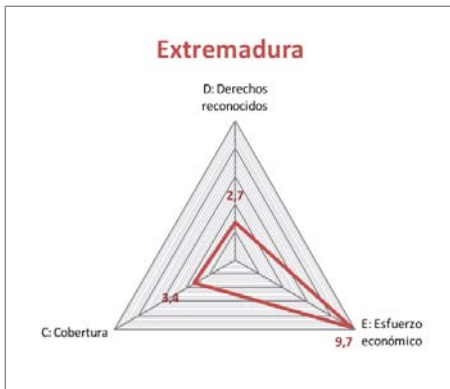 Extremadura
D: Derechos
reconocidos
2,7
3,4
C: Cobertura
E: Esfuerzo
económico
9,7